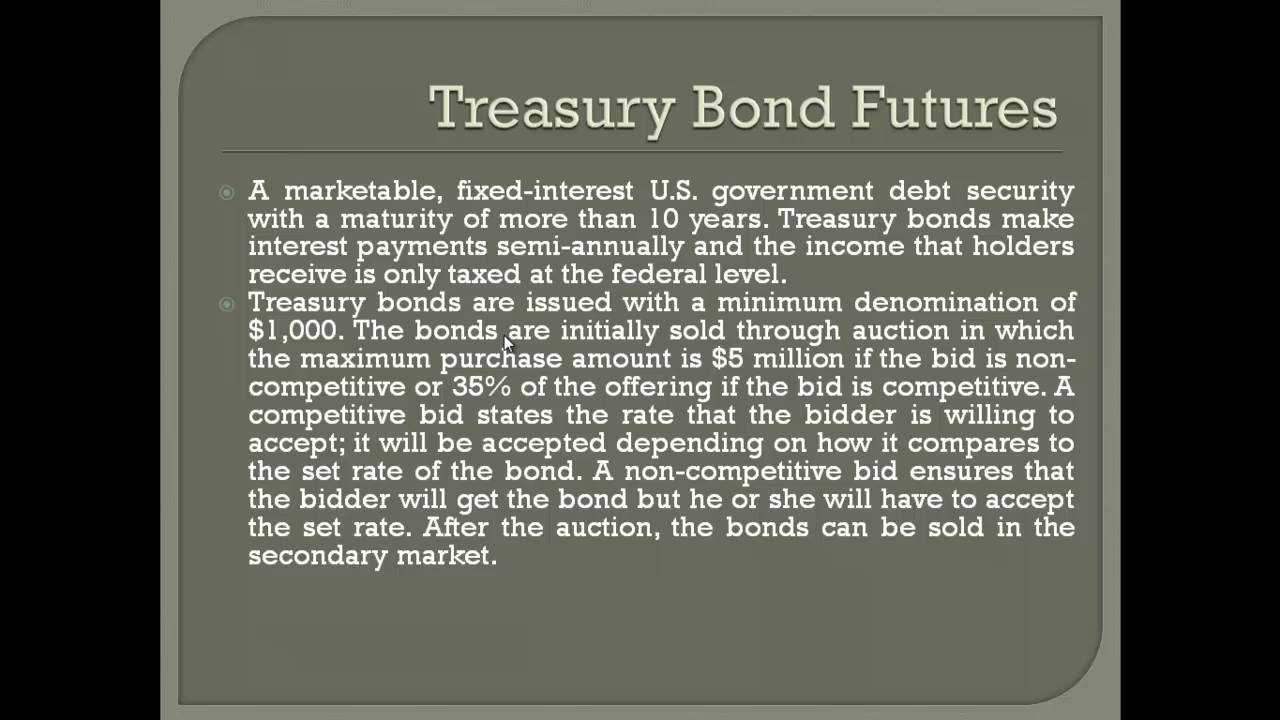 Treasury Bond Futures
A marketable, fixed-interest U.S. government debt security
with a maturity of more than 10 years. Treasury bonds make
interest payments semi-annually and the income that holders
receive is only taxed at the federal level.
Treasury bonds are issued with a minimum denomination of
$1,000. The bonds are initially sold through auction in which
the maximum purchase amount is $5 million if the bid is non-
competitive or 35% of the offering if the bid is competitive. A
competitive bid states the rate that the bidder is willing to
accept; it will be accepted depending on how it compares to
the set rate of the bond. A non-competitive bid ensures that
the bidder will get the bond but he or she will have to accept
the set rate. After the auction, the bonds can be sold in the
secondary market.